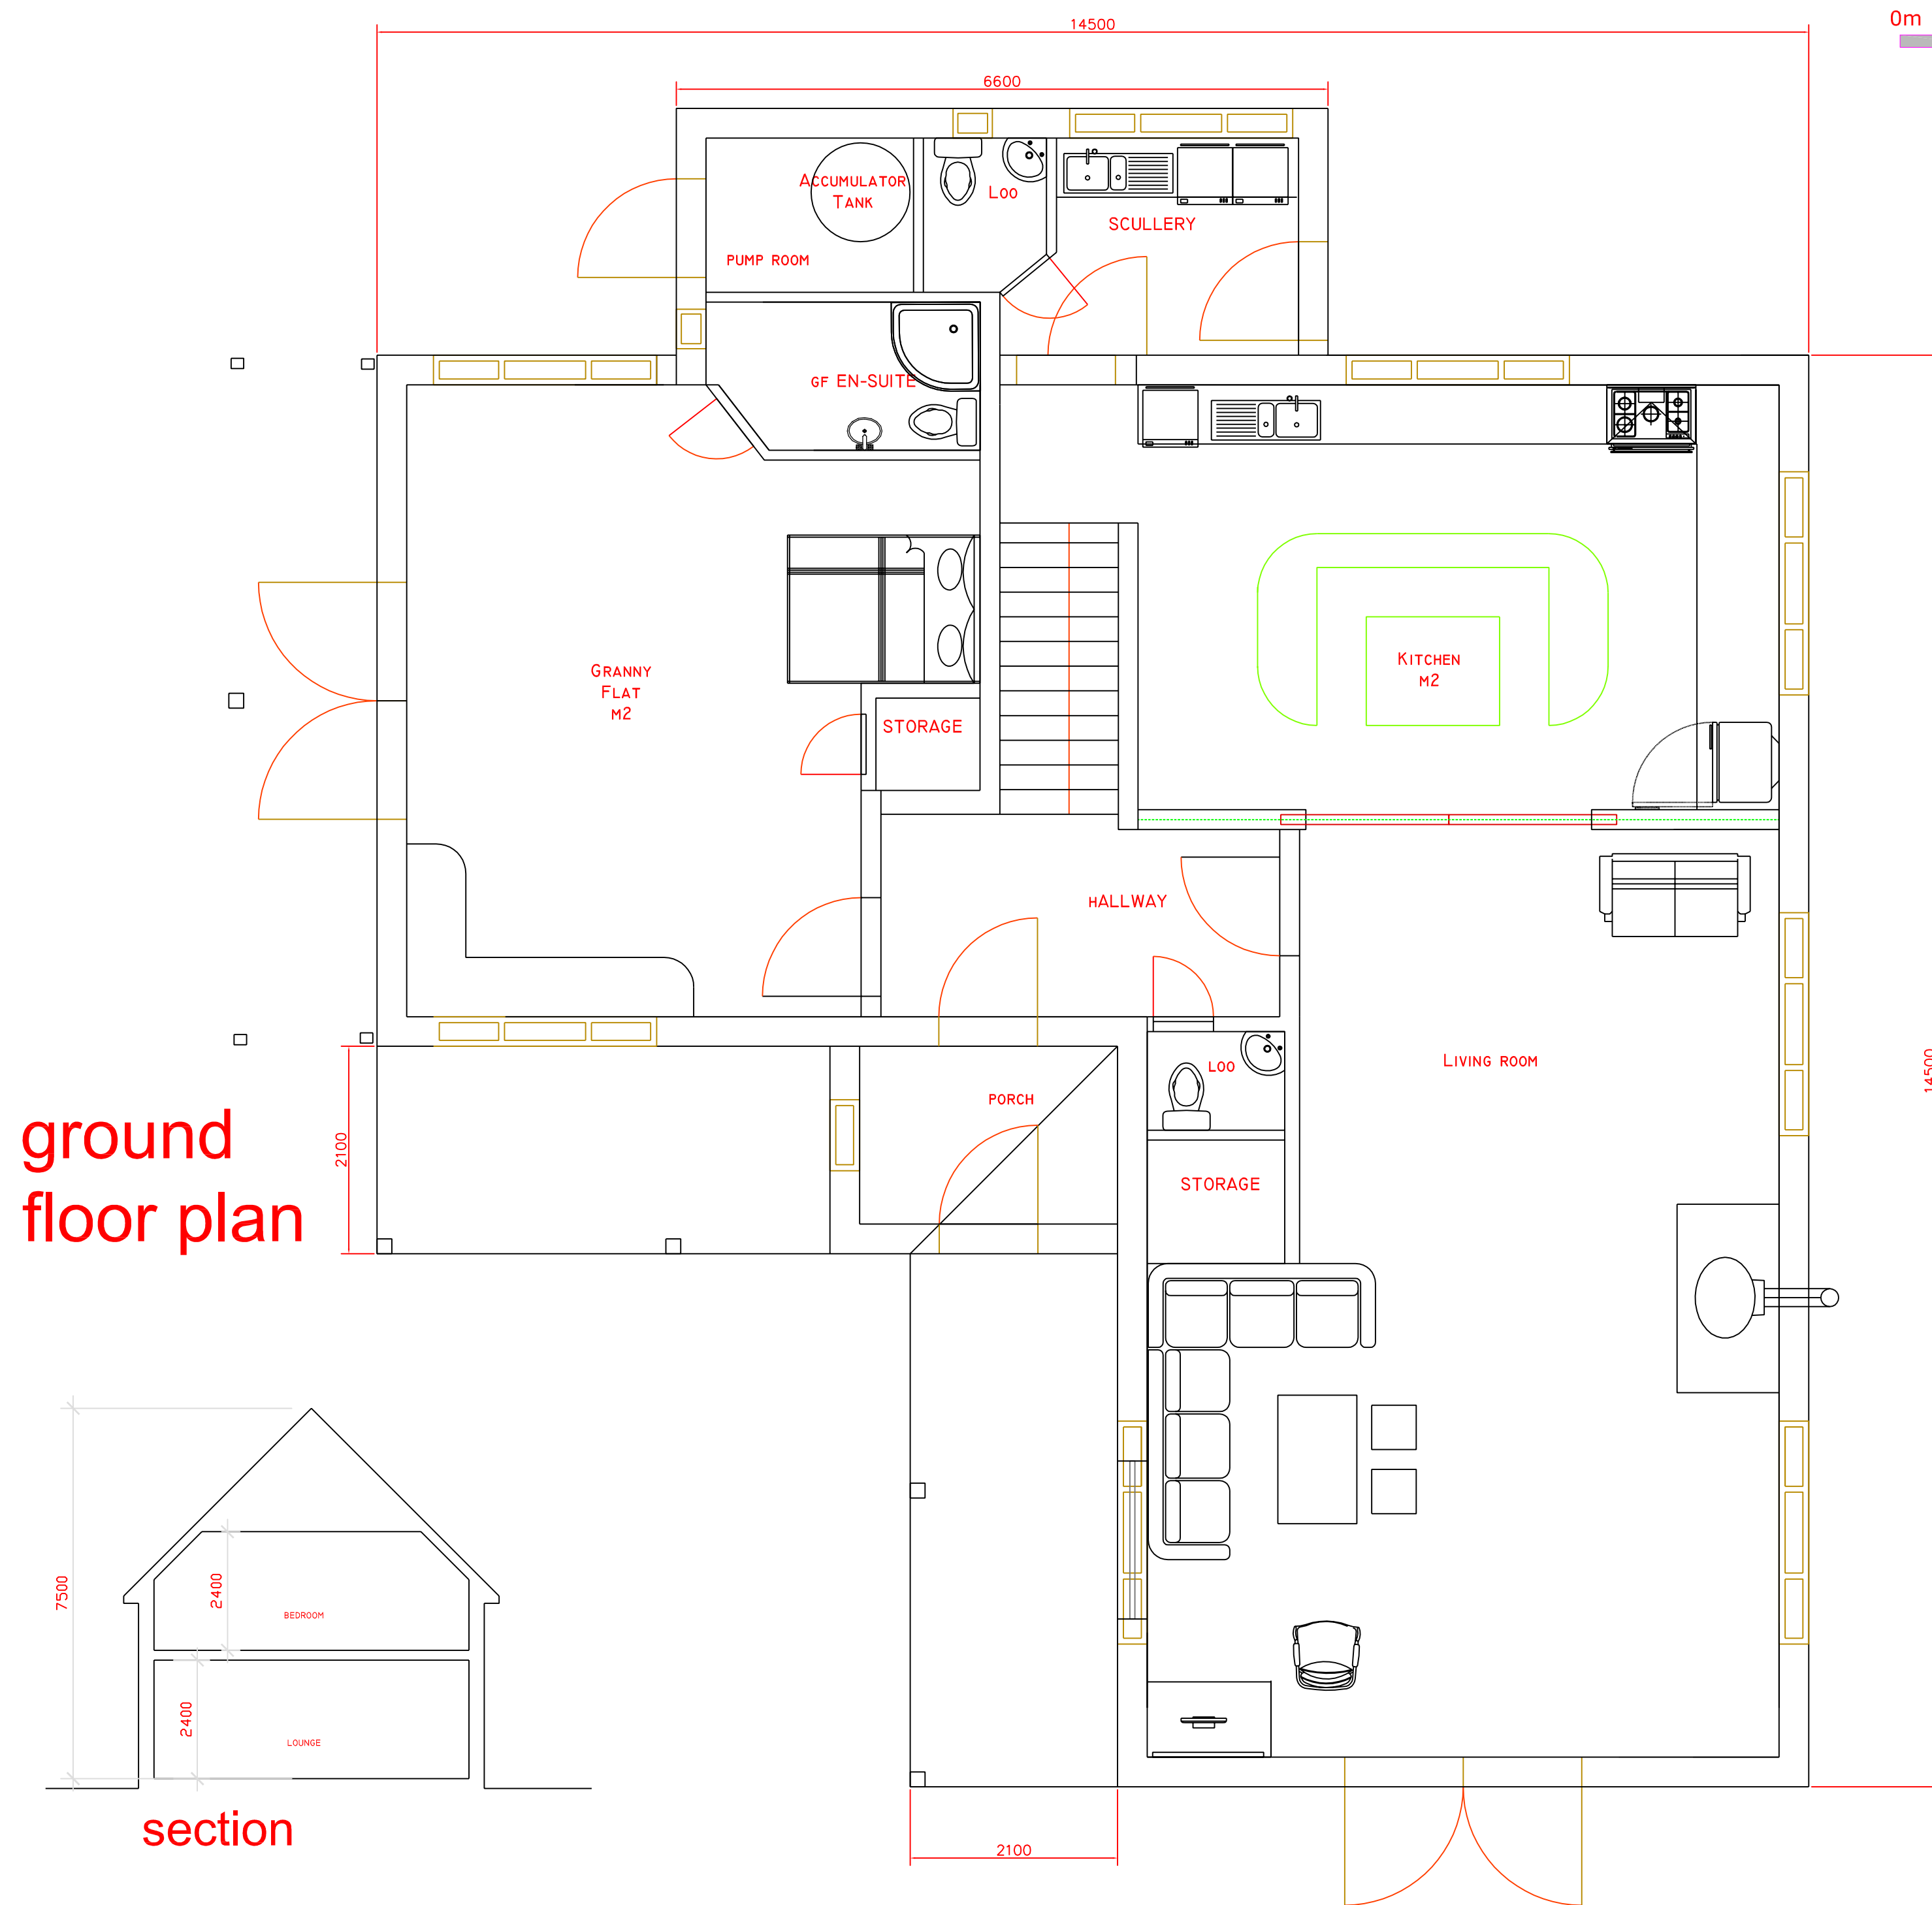 14500
0m
6600
Accumulator
Tank
Loo
SCULLERY
PUMP ROOM
GF EN-SUITE
Granny
Flat
m2
STORAGE
Kitchen
m2
HALLWAY
Living room
LOO
PORCH
STORAGE
14500
2100
ground
floor plan
7500
2400
BEDROOM
2400
LOUNGE
section
2100